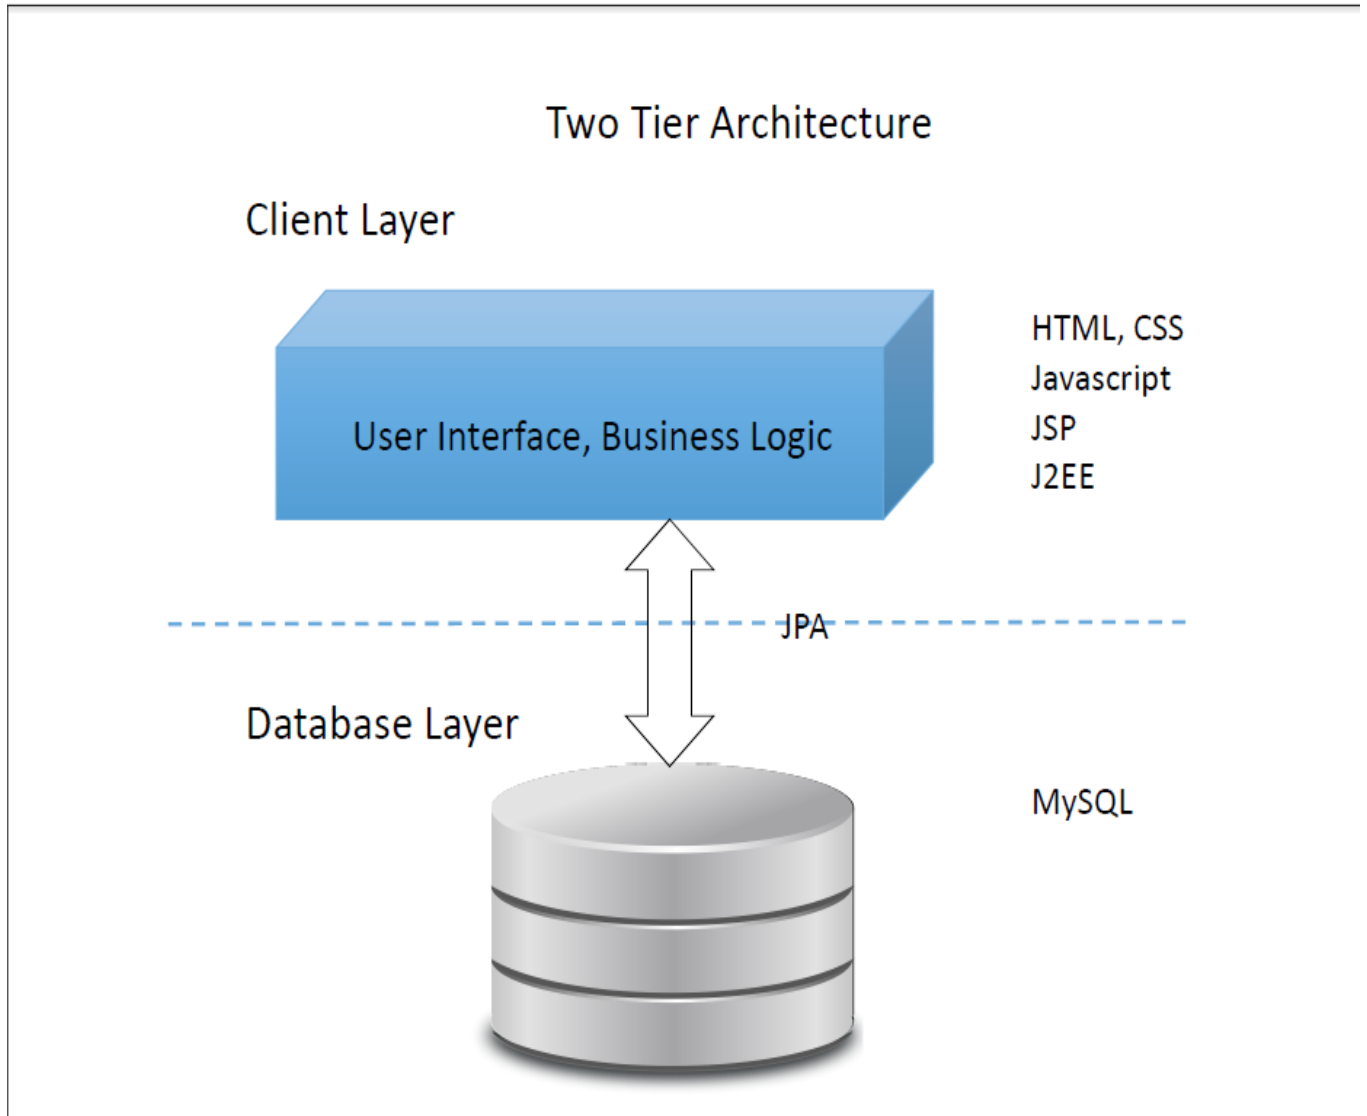 Two Tier Architecture
Client Layer
HTML, CSS
Javascript
User Interface, Business Logic
JSP
J2EE
JPA
Database Layer
MySQL